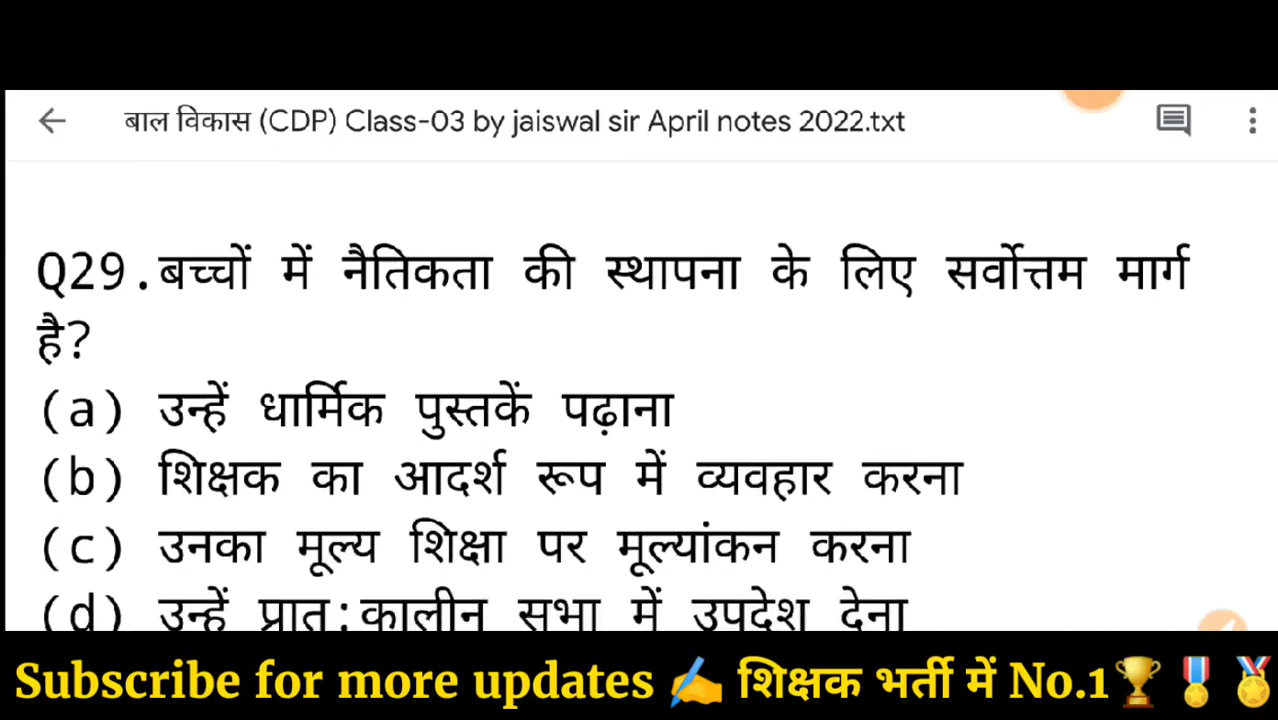 बाल विकास (CDP) Class-03 by jaiswal sir April notes 2022.txt
Q29.बच्चों में नैतिकता की स्थापना के लिए सर्वोत्तम मार्ग
है?
(a) उन्हें धार्मिक पुस्तकें पढ़ाना
(b) शिक्षक का आदर्श रूप में व्यवहार करना
(c) उनका मूल्य शिक्षा पर मूल्यांकन करना
(d) उन्हें प्रात:कालीन सभा में उपदेश देना
Subscribe for more updates ✍️ शिक्षक भर्ती में No.1🏆🎖️🏅